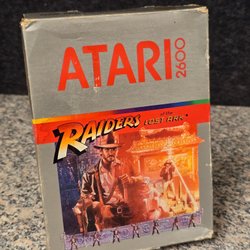 ATARI
2600
RAIDERS of the LOST ARK